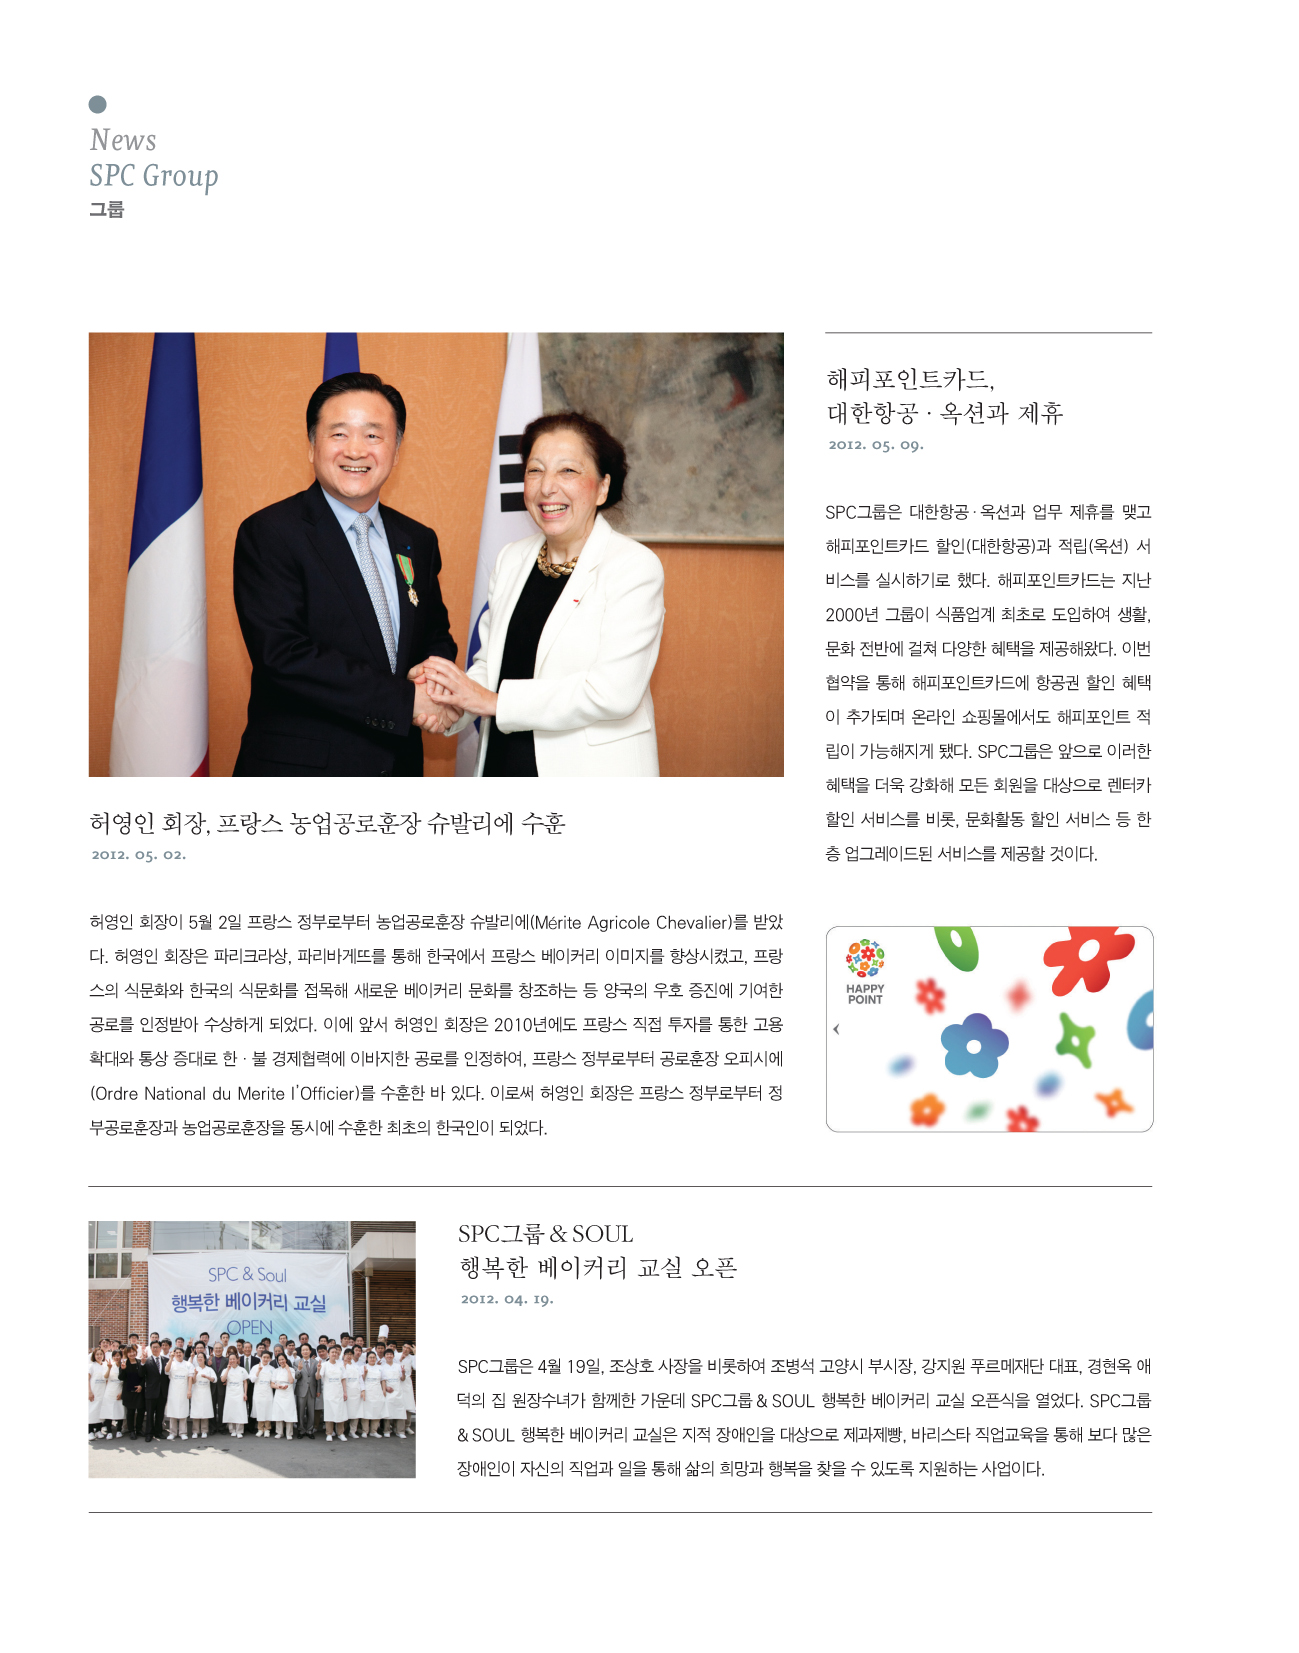 News
SPC Group
그룹
허영인 회장, 프랑스 농업공로훈장 슈발리에 수훈
2012. 05. 02.
허영인 회장이 5월 2일 프랑스 정부로부터 농업공로훈장 슈발리에(Mérite Agricole Chevalier)를 받았
다. 허영인 회장은 파리크라상, 파리바게뜨를 통해 한국에서 프랑스 베이커리 이미지를 향상시켰고, 프랑
스의 식문화와 한국의 식문화를 접목해 새로운 베이커리 문화를 창조하는 등 양국의 우호 증진에 기여한
공로를 인정받아 수상하게 되었다. 이에 앞서 허영인 회장은 2010년에도 프랑스 직접 투자를 통한 고용
확대와 통상 증대로 한 · 불 경제협력에 이바지한 공로를 인정하여, 프랑스 정부로부터 공로훈장 오피시에
(Ordre National du Merite l’Officier)를 수훈한 바 있다. 이로써 허영인 회장은 프랑스 정부로부터 정
부공로훈장과 농업공로훈장을 동시에 수훈한 최초의 한국인이 되었다.
해피포인트카드,
대한항공 · 옥션과 제휴
2012. 05. 09.
SPC그룹은 대한항공 · 옥션과 업무 제휴를 맺고
해피포인트카드 할인(대한항공)과 적립(옥션) 서
비스를 실시하기로 했다. 해피포인트카드는 지난
2000년 그룹이 식품업계 최초로 도입하여 생활,
문화 전반에 걸쳐 다양한 혜택을 제공해왔다. 이번
협약을 통해 해피포인트카드에 항공권 할인 혜택
이 추가되며 온라인 쇼핑몰에서도 해피포인트 적
립이 가능해지게 됐다. SPC그룹은 앞으로 이러한
혜택을 더욱 강화해 모든 회원을 대상으로 렌터카
할인 서비스를 비롯, 문화활동 할인 서비스 등 한
층 업그레이드된 서비스를 제공할 것이다.
HAPPY
POINT
SPC & Soul
행복한 베이커리 교실
OPEN
SPC그룹 & SOUL
행복한 베이커리 교실 오픈
2012. 04. 19.
SPC그룹은 4월 19일, 조상호 사장을 비롯하여 조병석 고양시 부시장, 강지원 푸르메재단 대표, 경현옥 애
덕의 집 원장수녀가 함께한 가운데 SPC그룹 & SOUL 행복한 베이커리 교실 오픈식을 열었다. SPC그룹
& SOUL 행복한 베이커리 교실은 지적 장애인을 대상으로 제과제빵, 바리스타 직업교육을 통해 보다 많은
장애인이 자신의 직업과 일을 통해 삶의 희망과 행복을 찾을 수 있도록 지원하는 사업이다.